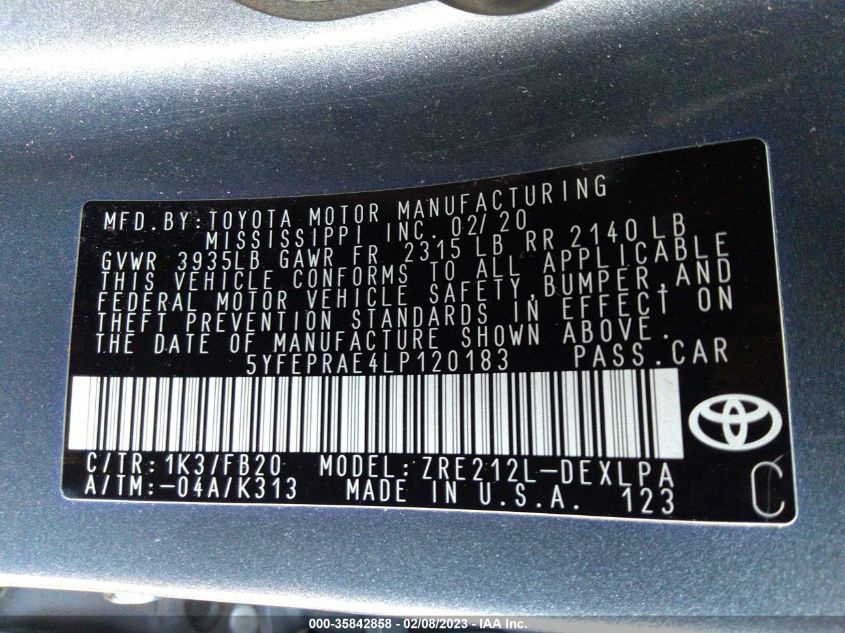 MFD. BY: TOYOTA MOTOR MANUFACTURING
MISSISSIPPI INC. 02/20
GVWR 3935LB GAWR FR 2315 LB RR 2140 LB
THIS VEHICLE CONFORMS TO ALL APPLICABLE
FEDERAL MOTOR VEHICLE SAFETY, BUMPER, AND
THEFT PREVENTION STANDARDS IN EFFECT ON
THE DATE OF MANUFACTURE SHOWN ABOVE.
5YFEPRAE4LP120183 PASS. CAR
C/TR: 1K3/FB20 MODEL: ZRE212L-DEXLPA
A/TM: -04A/K313 MADE IN U.S.A. 123
C
000-35842858 - 02/08/2023 - IAA Inc.